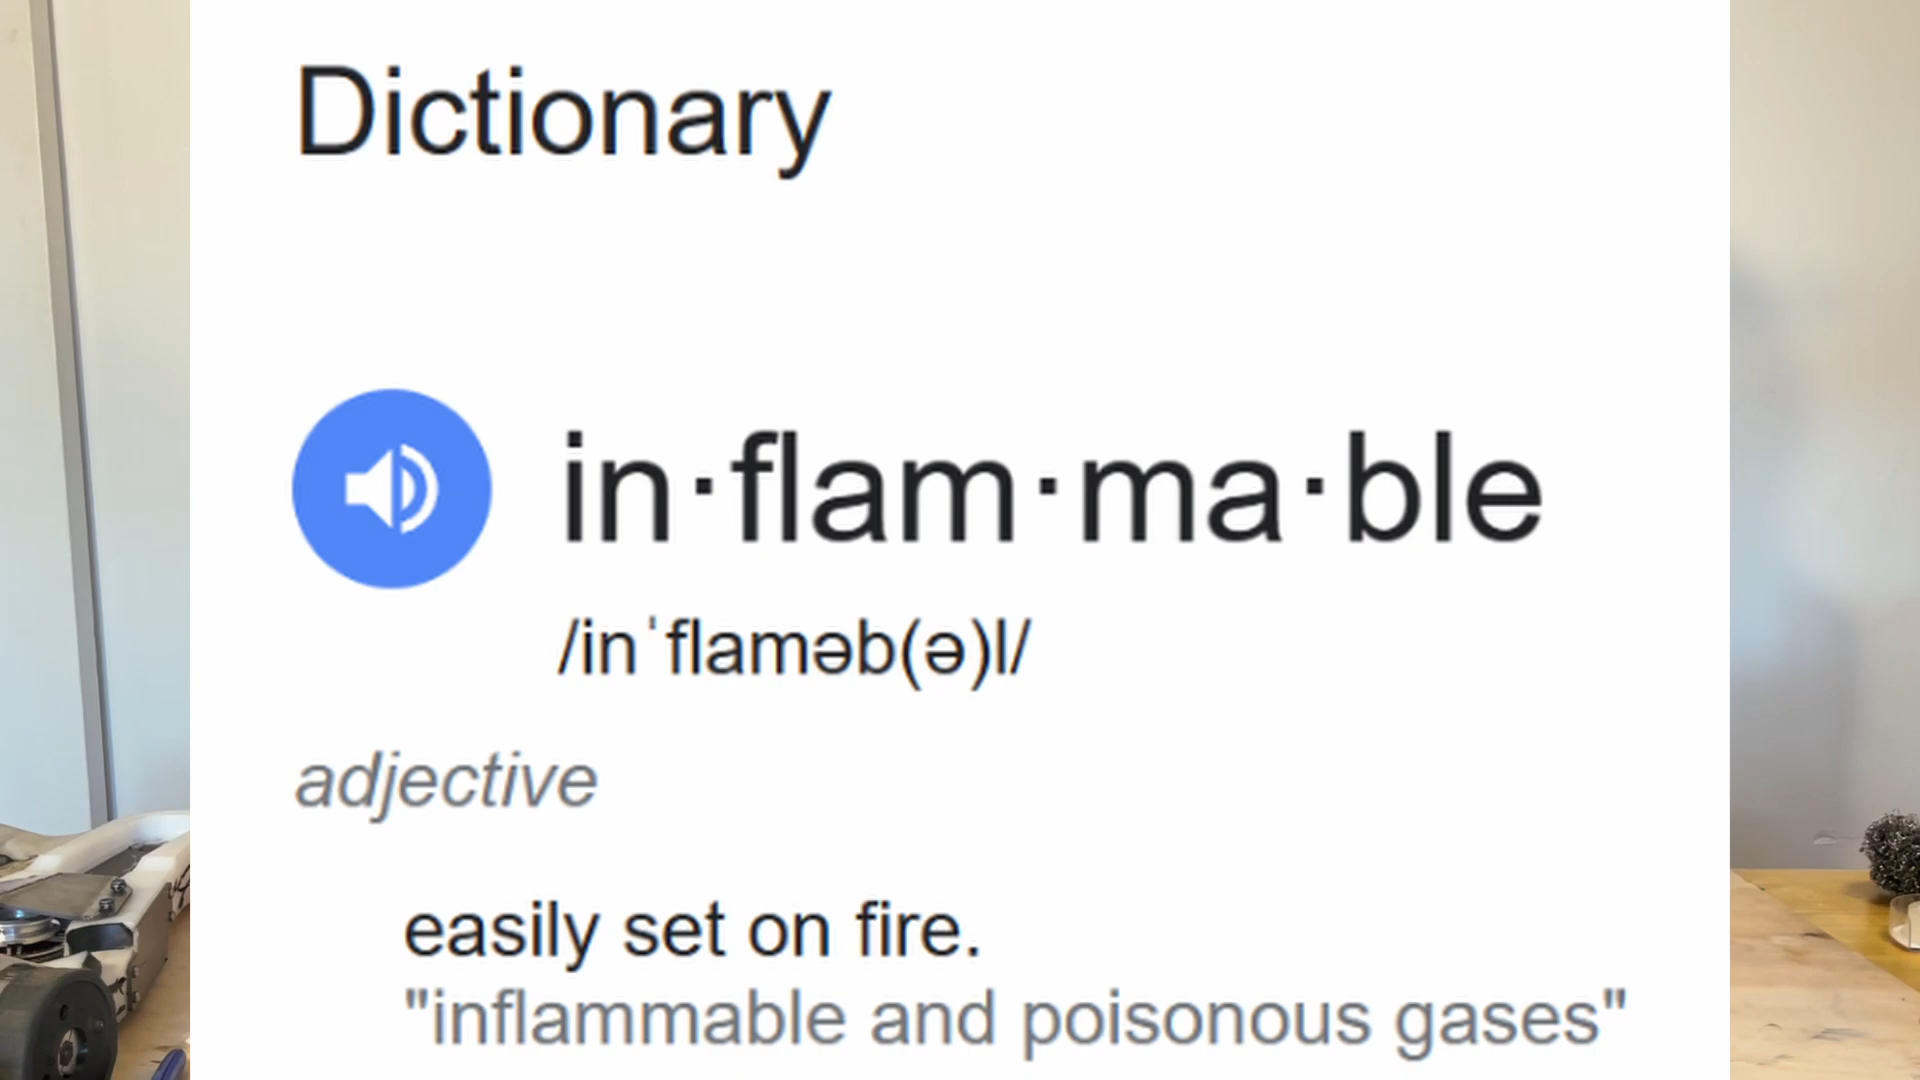 Dictionary
in·flam·ma·ble
/inˈflaməb(ə)l/
adjective
easily set on fire.
"inflammable and poisonous gases"